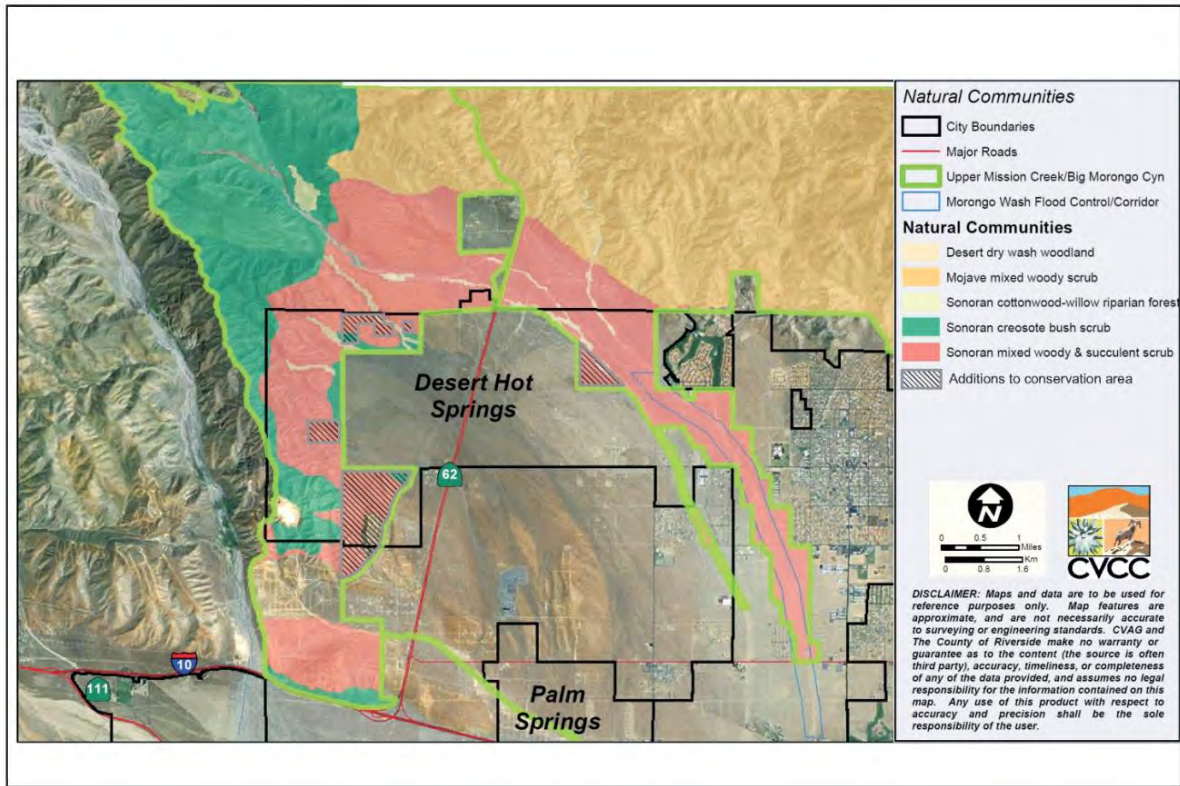 Natural Communities
City Boundaries
Major Roads
Upper Mission Creek/Big Morongo Cyn
Morongo Wash Flood Control/Corridor
Natural Communities
Desert dry wash woodland
Mojave mixed woody scrub
Sonoran cottonwood-willow riparian forest
Sonoran creosote bush scrub
Sonoran mixed woody & succulent scrub
Additions to conservation area
Desert Hot
Springs
62
10
111
Palm
Springs
N
0 0.5 1
Miles
Km
0 0.8 1.6
CVCC
DISCLAIMER: Maps and data are to be used for
reference purposes only. Map features are
approximate, and are not necessarily accurate
to surveying or engineering standards. CVAG and
The County of Riverside make no warranty or
guarantee as to the content (the source is often
third party), accuracy, timeliness, or completeness
of any of the data provided, and assumes no legal
responsibility for the information contained on this
map. Any use of this product with respect to
accuracy and precision shall be the sole
responsibility of the user.